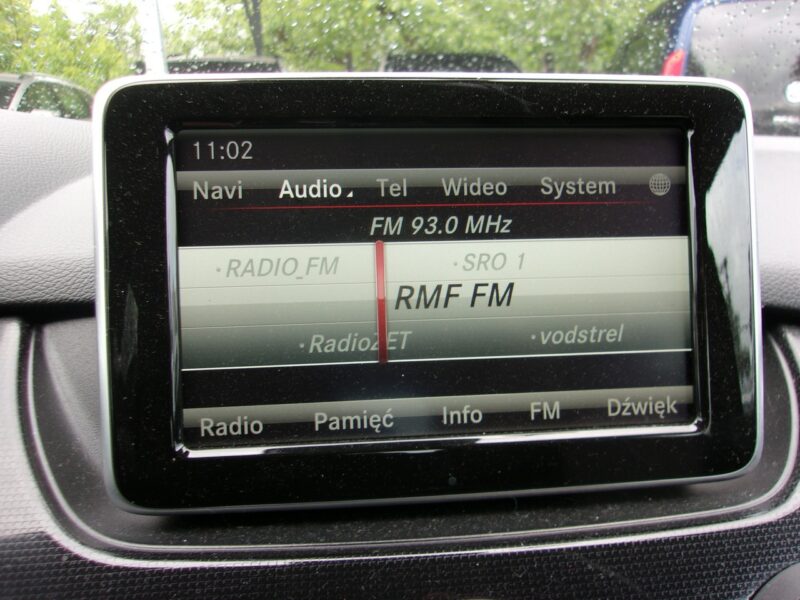 11:02
Navi Audio Tel Wideo System
FM 93.0 MHz
RADIO_FM SRO 1
RMF FM
RadioZET vodstrel
Radio Pamięć Info FM Dźwięk